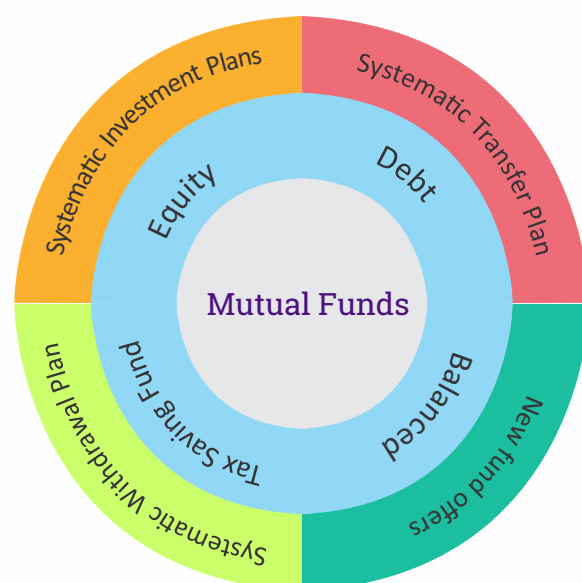 Systematic Investment Plans
Systematic Transfer Plan
Equity
Debt
Mutual Funds
Tax Saving Fund
Balanced
Systematic Withdrawal Plan
New fund offers